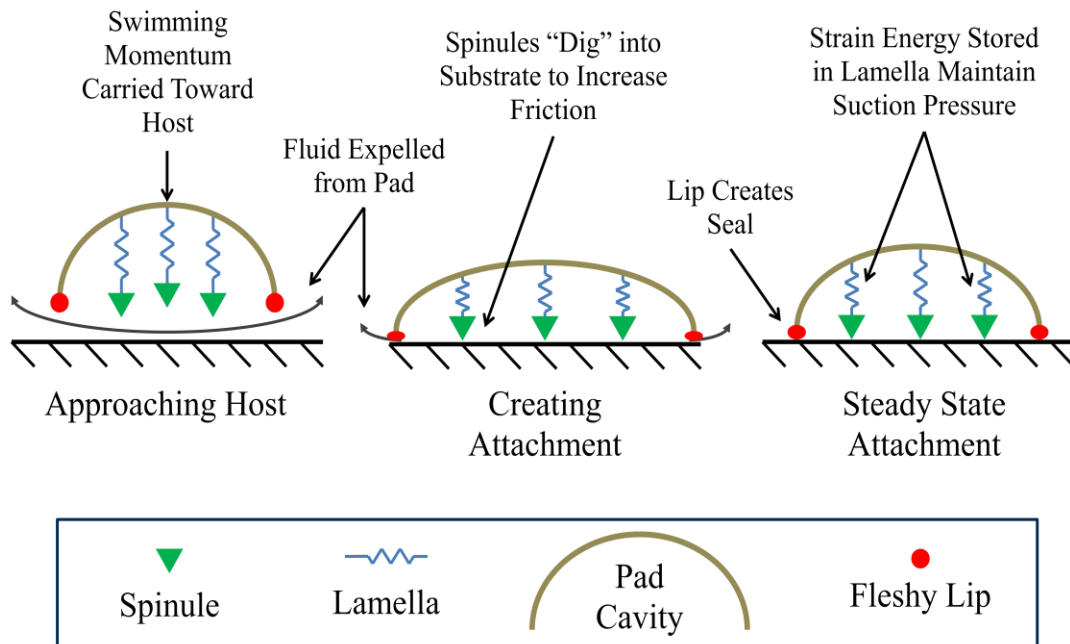 Swimming
Momentum
Carried Toward
Host
Fluid Expelled
from Pad
Spinules “Dig” into
Substrate to Increase
Friction
Lip Creates
Seal
Strain Energy Stored
in Lamella Maintain
Suction Pressure
Approaching Host
Creating
Attachment
Steady State
Attachment
Spinule
Lamella
Pad
Cavity
Fleshy Lip